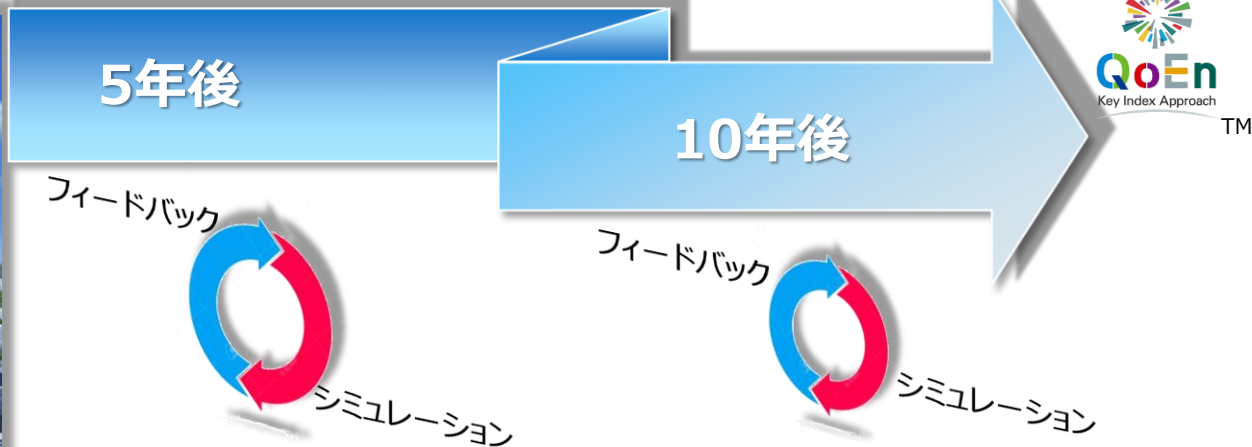 5年後
10年後
QoEn
Key Index Approach
TM
フィードバック
シミュレーション
フィードバック
シミュレーション